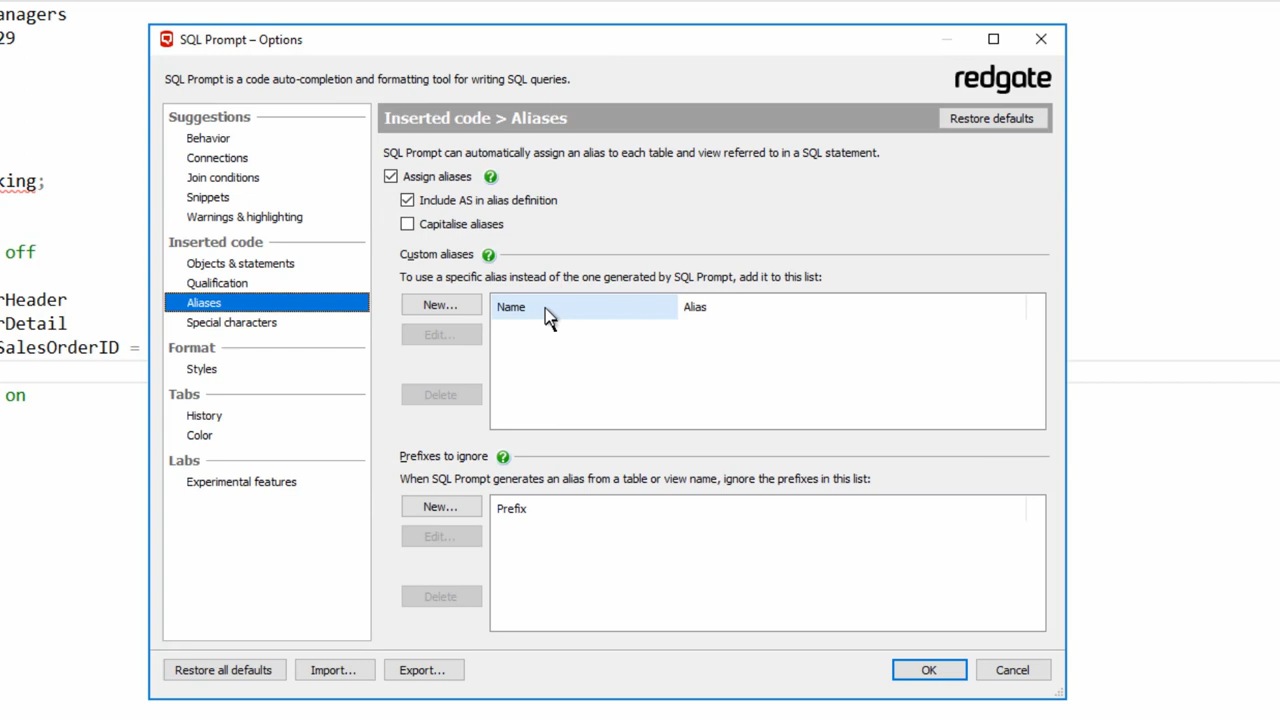 anagers
29
king;
off
rHeader
rDetail
SalesOrderID =
on
SQL Prompt – Options
SQL Prompt is a code auto-completion and formatting tool for writing SQL queries.
redgate
Suggestions
Behavior
Connections
Join conditions
Snippets
Warnings & highlighting
Inserted code
Objects & statements
Qualification
Aliases
Special characters
Format
Styles
Tabs
History
Color
Labs
Experimental features
Inserted code > Aliases
Restore defaults
SQL Prompt can automatically assign an alias to each table and view referred to in a SQL statement.
Assign aliases ?
Include AS in alias definition
Capitalise aliases
Custom aliases ?
To use a specific alias instead of the one generated by SQL Prompt, add it to this list:
New...
Edit...
Delete
Name Alias
Prefixes to ignore ?
When SQL Prompt generates an alias from a table or view name, ignore the prefixes in this list:
New...
Edit...
Delete
Prefix
Restore all defaults Import... Export... OK Cancel